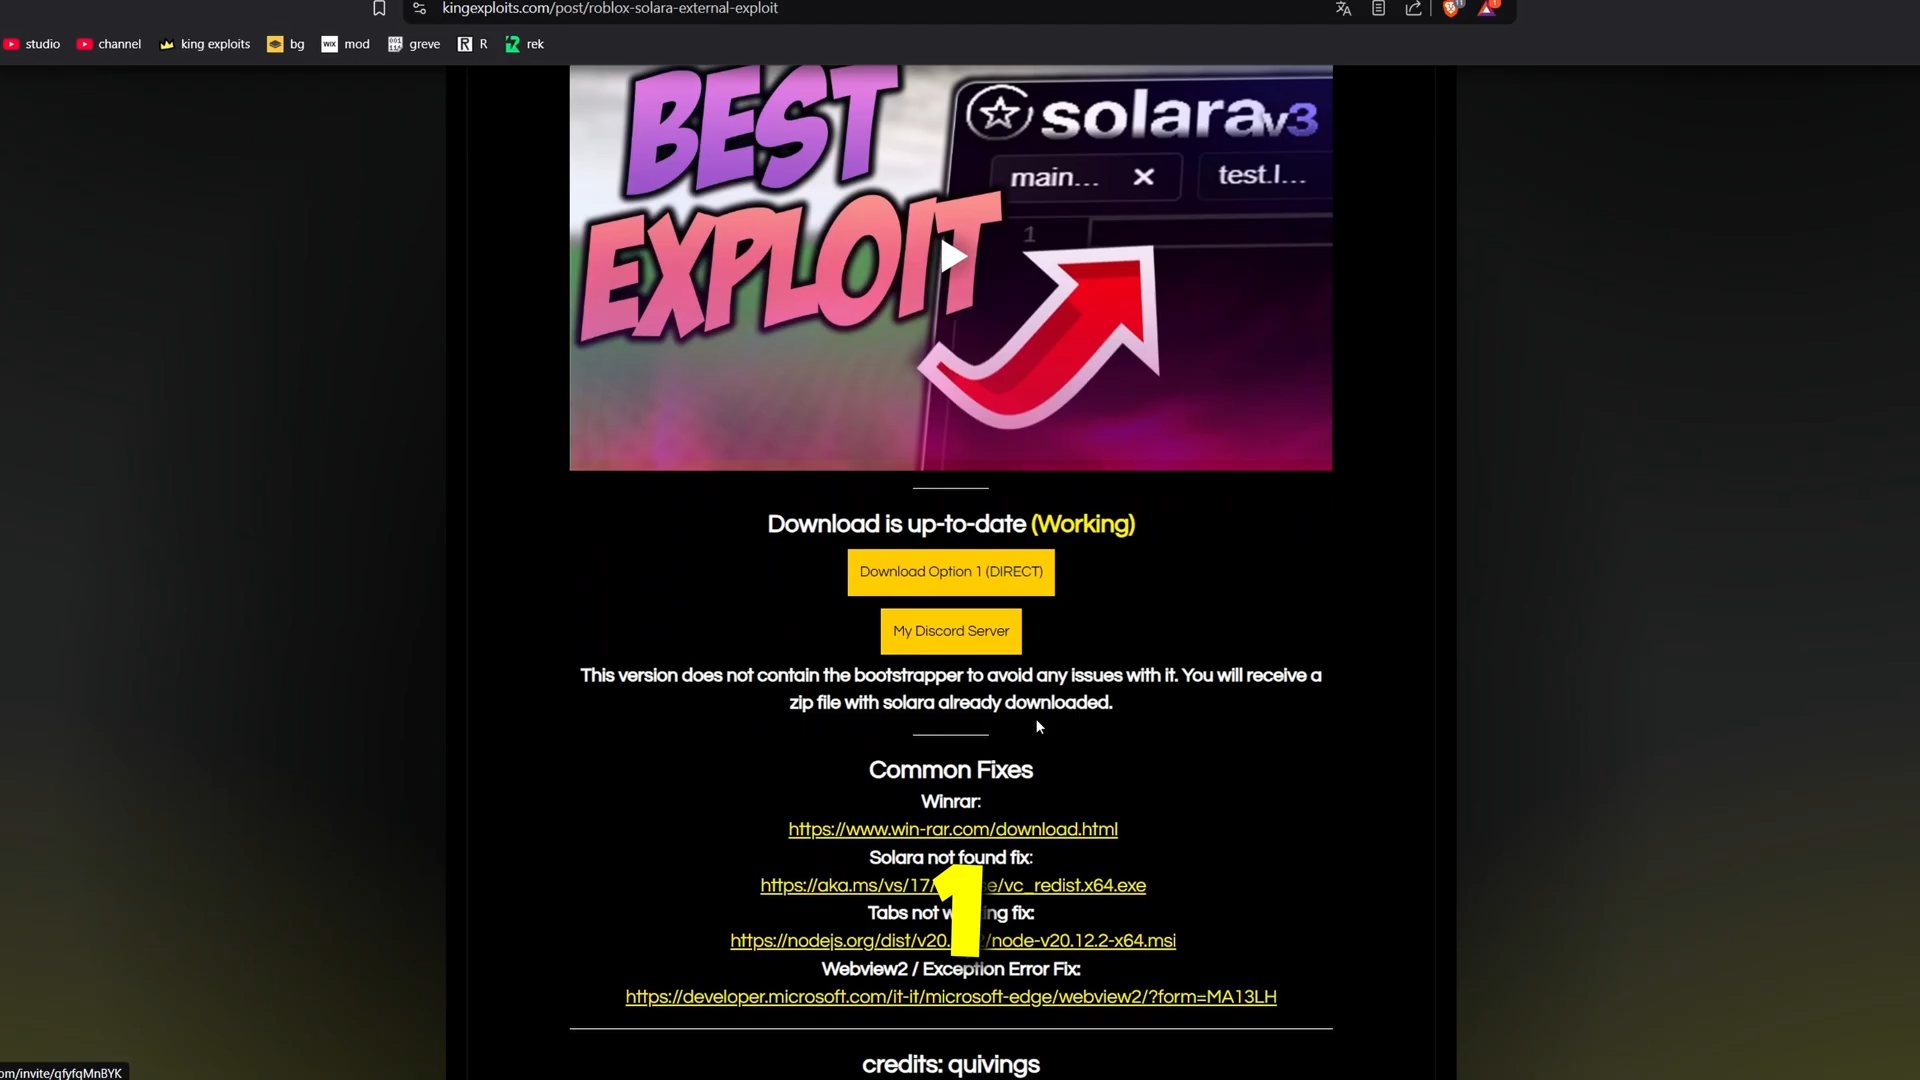 kingexploits.com/post/roblox-solara-external-exploit
studio
channel
king exploits
bg
WIX mod
greve
R R
rek
BEST
EXPLOIT
solarav3
main...
test.l...
1
Download is up-to-date (Working)
Download Option 1 (DIRECT)
My Discord Server
This version does not contain the bootstrapper to avoid any issues with it. You will receive a
zip file with solara already downloaded.
Common Fixes
Winrar:
https://www.win-rar.com/download.html
Solara not found fix:
https://aka.ms/vs/17/ e/vc_redist.x64.exe
Tabs not w ing fix:
1
https://nodejs.org/dist/v20. /node-v20.12.2-x64.msi
Webview2 / Exception Error Fix:
https://developer.microsoft.com/it-it/microsoft-edge/webview2/?form=MA13LH
credits: quivings
om/invite/qfyfqMnBYK